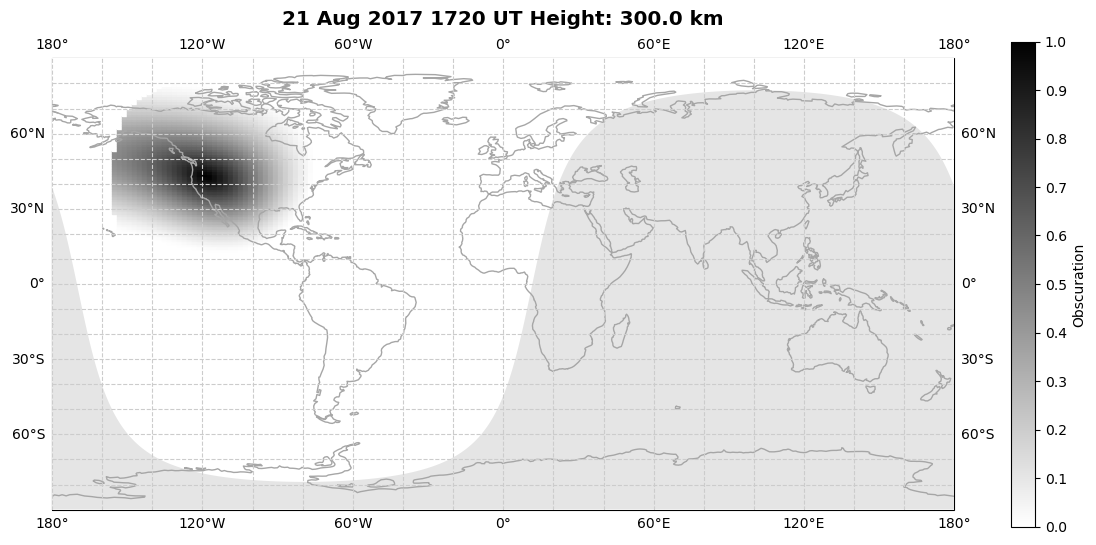 21 Aug 2017 1720 UT Height: 300.0 km
180° 120°W 60°W 0° 60°E 120°E 180°
60°N 60°N
30°N 30°N
0° 0°
30°S 30°S
60°S 60°S
180° 120°W 60°W 0° 60°E 120°E 180°
1.0
0.9
0.8
0.7
0.6
0.5
0.4
0.3
0.2
0.1
0.0
Obscuration